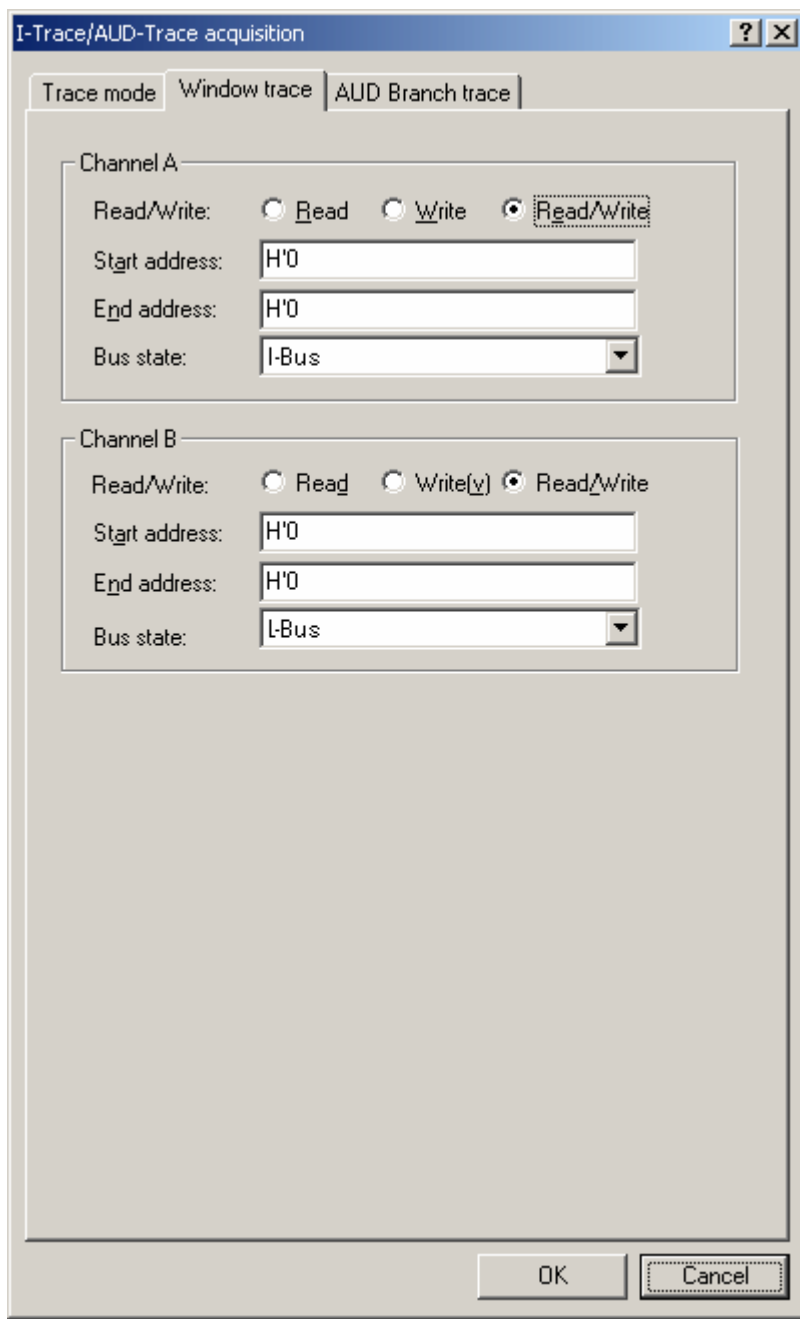 I-Trace/AUD-Trace acquisition
Trace mode Window trace AUD Branch trace
Channel A
Read/Write: Read Write Read/Write
Start address: H'0
End address: H'0
Bus state: I-Bus
Channel B
Read/Write: Read Write(v) Read/Write
Start address: H'0
End address: H'0
Bus state: L-Bus
OK Cancel